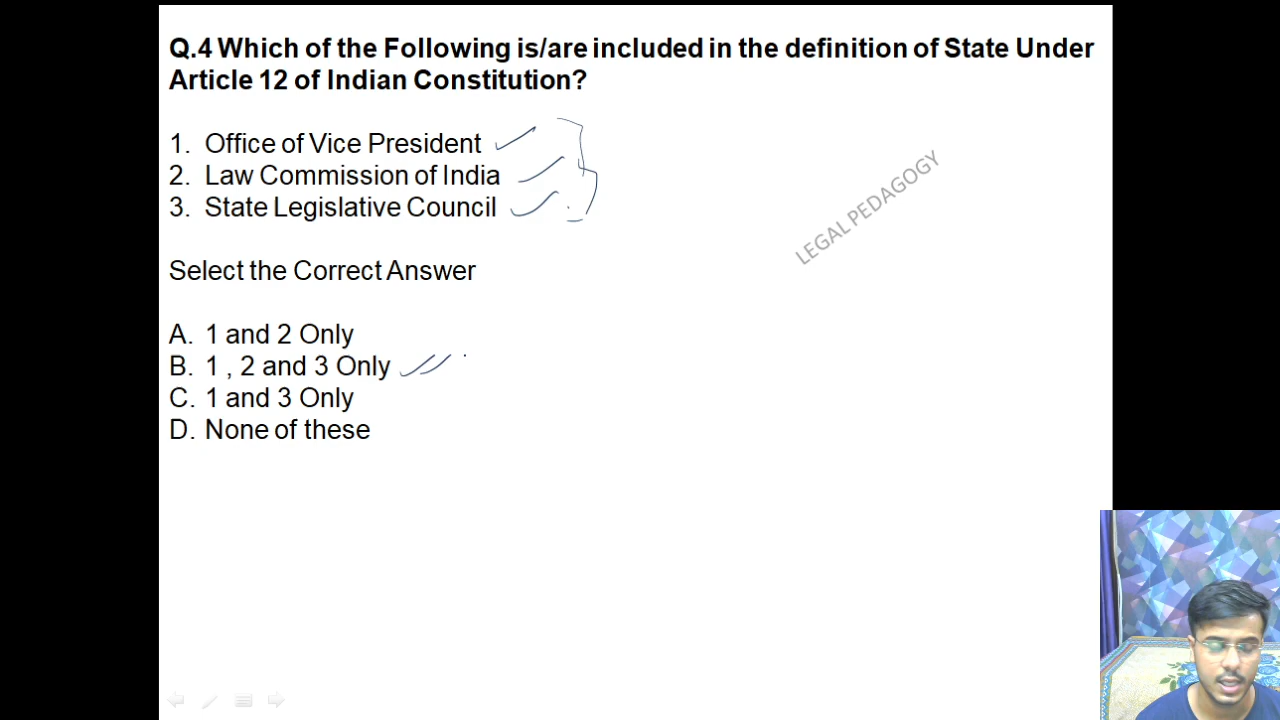 Q.4 Which of the Following is/are included in the definition of State Under
Article 12 of Indian Constitution?
1. Office of Vice President
2. Law Commission of India
3. State Legislative Council
LEGAL PEDAGOGY
Select the Correct Answer
A. 1 and 2 Only
B. 1 , 2 and 3 Only
C. 1 and 3 Only
D. None of these